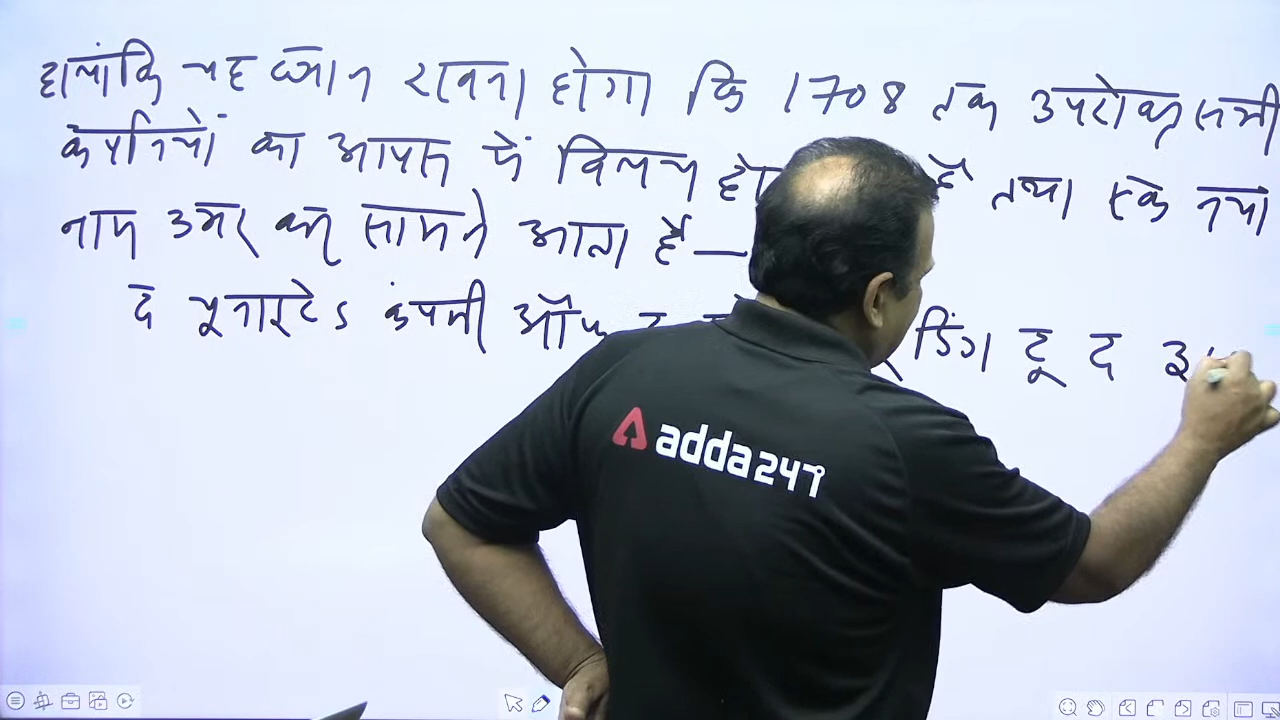 हालांकि यह ध्यान रखना होगा कि 1708 तक उपरोक्त सभी
कंपनियों का आपस में विलय है तथा एक नया
नाम उभर कर सामने आता है —
द यूनाइटेड कंपनी ऑफ डिंग टू द
adda247